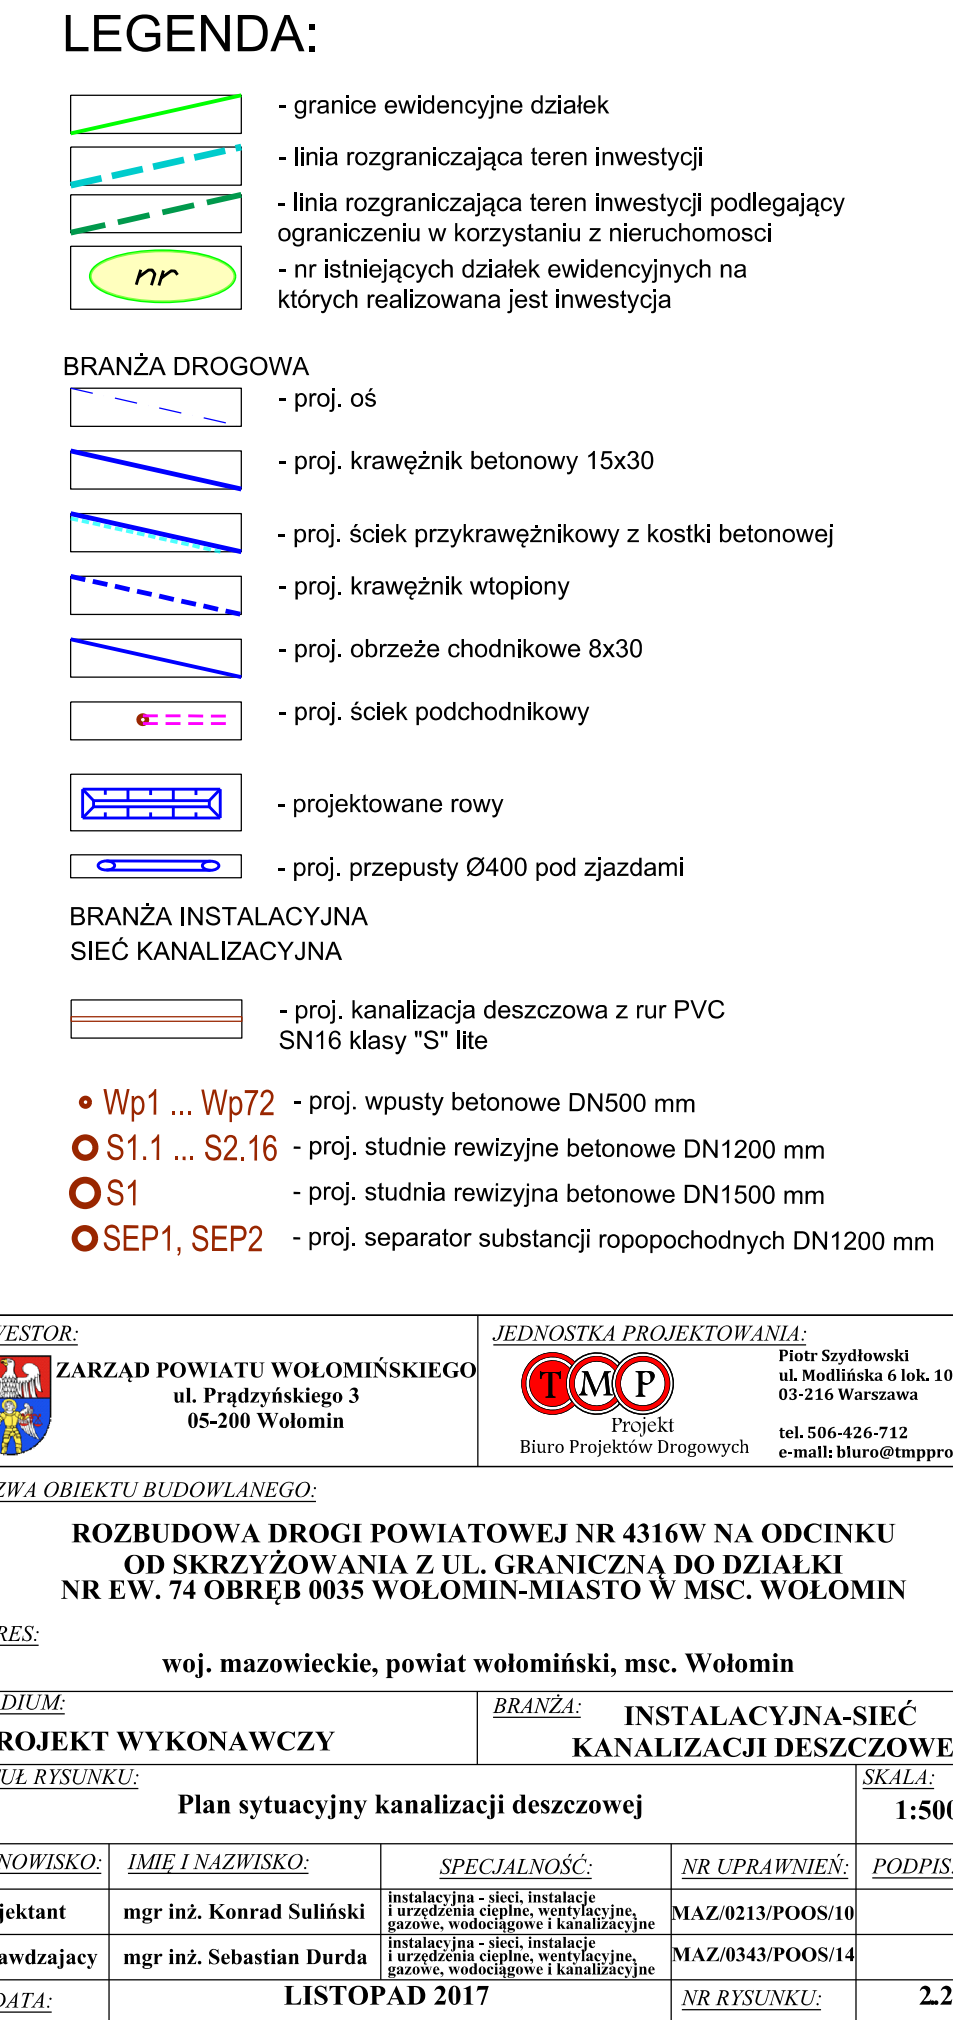 LEGENDA:
- granice ewidencyjne działek
- linia rozgraniczająca teren inwestycji
- linia rozgraniczająca teren inwestycji podlegający
ograniczeniu w korzystaniu z nieruchomosci
nr
- nr istniejących działek ewidencyjnych na
których realizowana jest inwestycja
BRANŻA DROGOWA
- proj. oś
- proj. krawężnik betonowy 15x30
- proj. ściek przykrawężnikowy z kostki betonowej
- proj. krawężnik wtopiony
- proj. obrzeże chodnikowe 8x30
- proj. ściek podchodnikowy
- projektowane rowy
- proj. przepusty Ø400 pod zjazdami
BRANŻA INSTALACYJNA
SIEĆ KANALIZACYJNA
- proj. kanalizacja deszczowa z rur PVC
SN16 klasy "S" lite
Wp1 ... Wp72 - proj. wpusty betonowe DN500 mm
S1.1 ... S2.16 - proj. studnie rewizyjne betonowe DN1200 mm
S1 - proj. studnia rewizyjna betonowe DN1500 mm
SEP1, SEP2 - proj. separator substancji ropopochodnych DN1200 mm
VESTOR:
ZARZĄD POWIATU WOŁOMIŃSKIEGO
ul. Prądzyńskiego 3
05-200 Wołomin
JEDNOSTKA PROJEKTOWANIA:
TMP
Projekt
Biuro Projektów Drogowych
Piotr Szydłowski
ul. Modlińska 6 lok. 10
03-216 Warszawa
tel. 506-426-712
e-mail: biuro@tmppro
ZWA OBIEKTU BUDOWLANEGO:
ROZBUDOWA DROGI POWIATOWEJ NR 4316W NA ODCINKU
OD SKRZYŻOWANIA Z UL. GRANICZNĄ DO DZIAŁKI
NR EW. 74 OBRĘB 0035 WOŁOMIN-MIASTO W MSC. WOŁOMIN
RES:
woj. mazowieckie, powiat wołomiński, msc. Wołomin
ADIUM:
ROJEKT WYKONAWCZY
BRANŻA:
INSTALACYJNA-SIEĆ
KANALIZACJI DESZCZOWE
TUŁ RYSUNKU:
Plan sytuacyjny kanalizacji deszczowej
SKALA:
1:500
NOWISKO: IMIĘ I NAZWISKO: SPECJALNOŚĆ: NR UPRAWNIEŃ: PODPIS:
jektant mgr inż. Konrad Suliński
instalacyjna - sieci, instalacje
i urzędzenia cieplne, wentylacyjne,
gazowe, wodociągowe i kanalizacyjne
MAZ/0213/POOS/10
awdzajacy mgr inż. Sebastian Durda
instalacyjna - sieci, instalacje
i urzędzenia cieplne, wentylacyjne,
gazowe, wodociągowe i kanalizacyjne
MAZ/0343/POOS/14
DATA: LISTOPAD 2017 NR RYSUNKU: 2.2